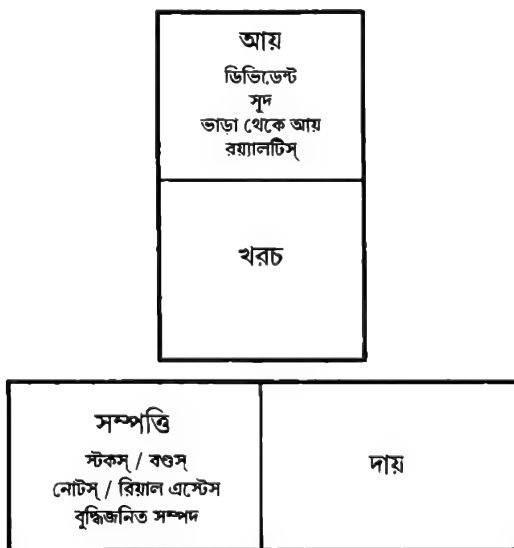 আয়
ডিভিডেন্ট
সূদ
ভাড়া থেকে আয়
রয়্যালটিস্
খরচ
সম্পত্তি
স্টকস্ / বণ্ডস্
নোটস্ / রিয়াল এস্টেস
বুদ্ধিজনিত সম্পদ
দায়